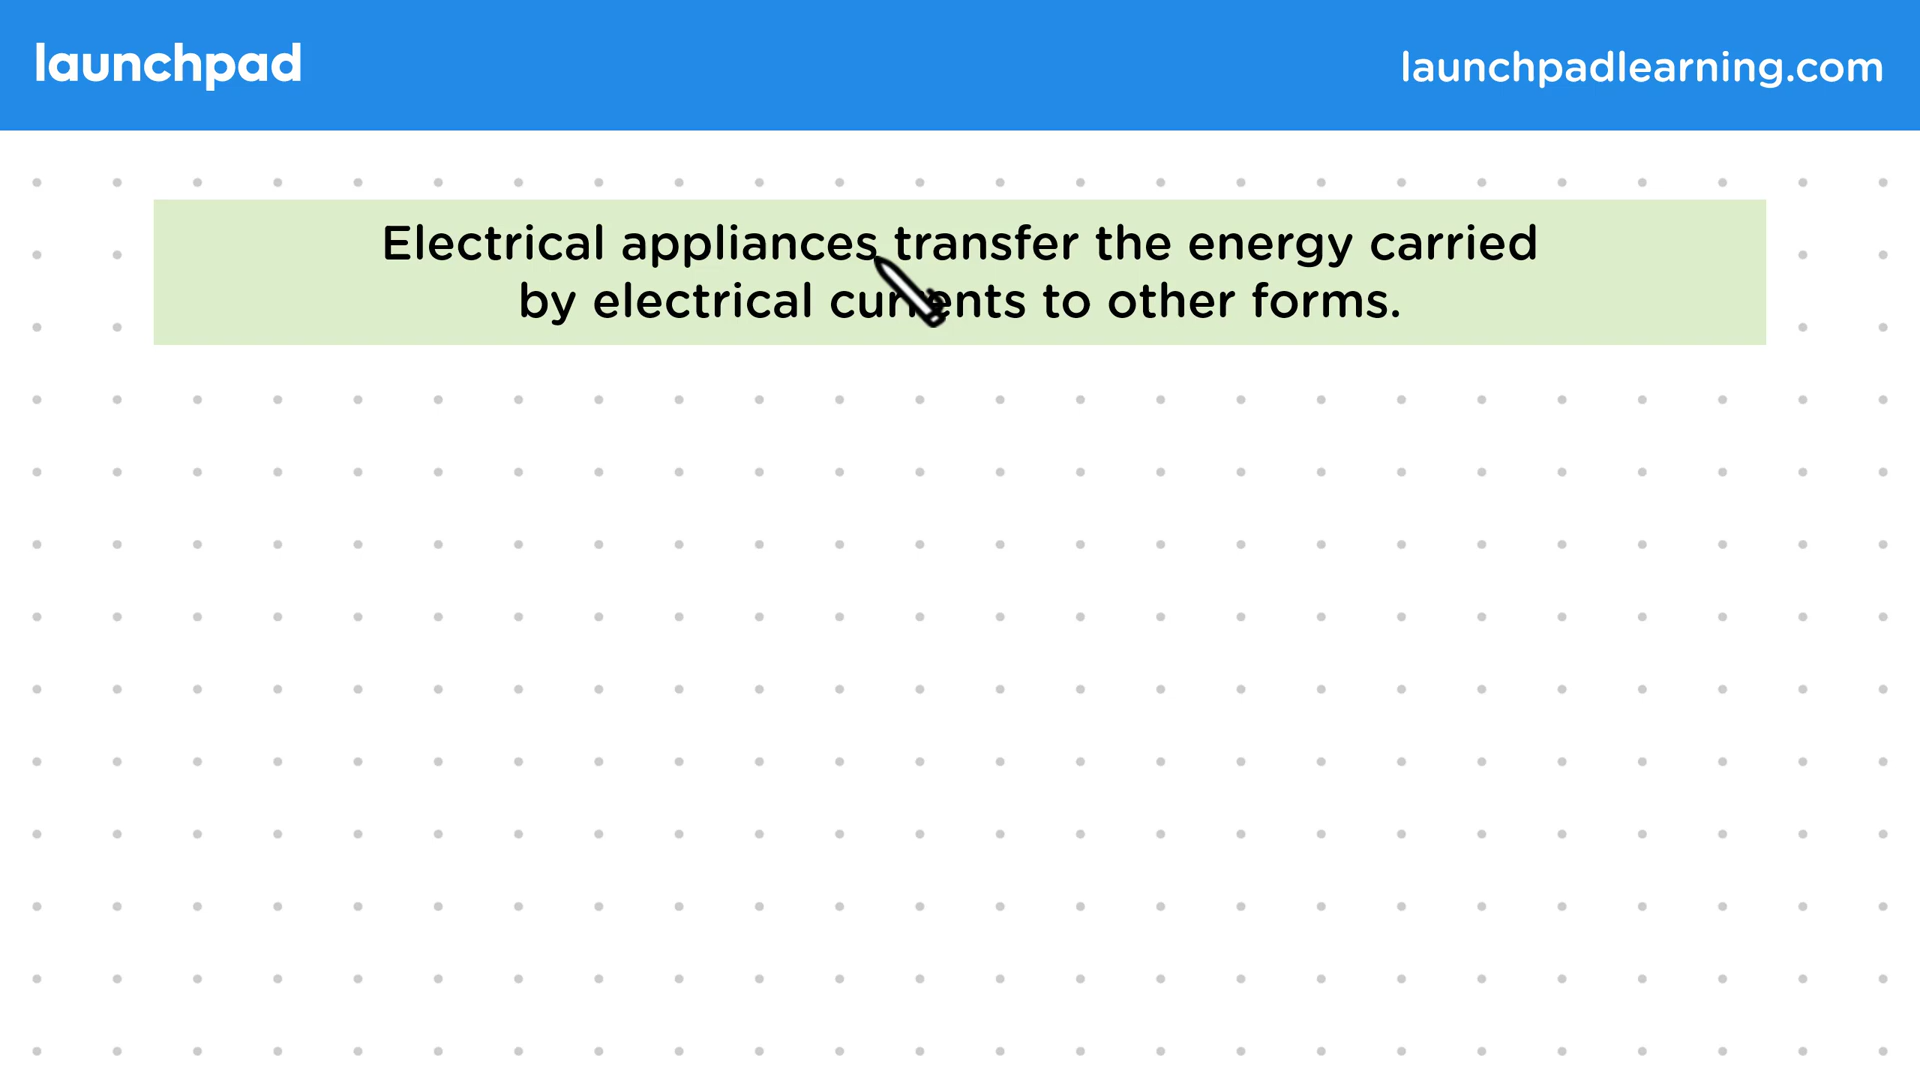 launchpad
launchpadlearning.com
Electrical appliances transfer the energy carried
by electrical currents to other forms.